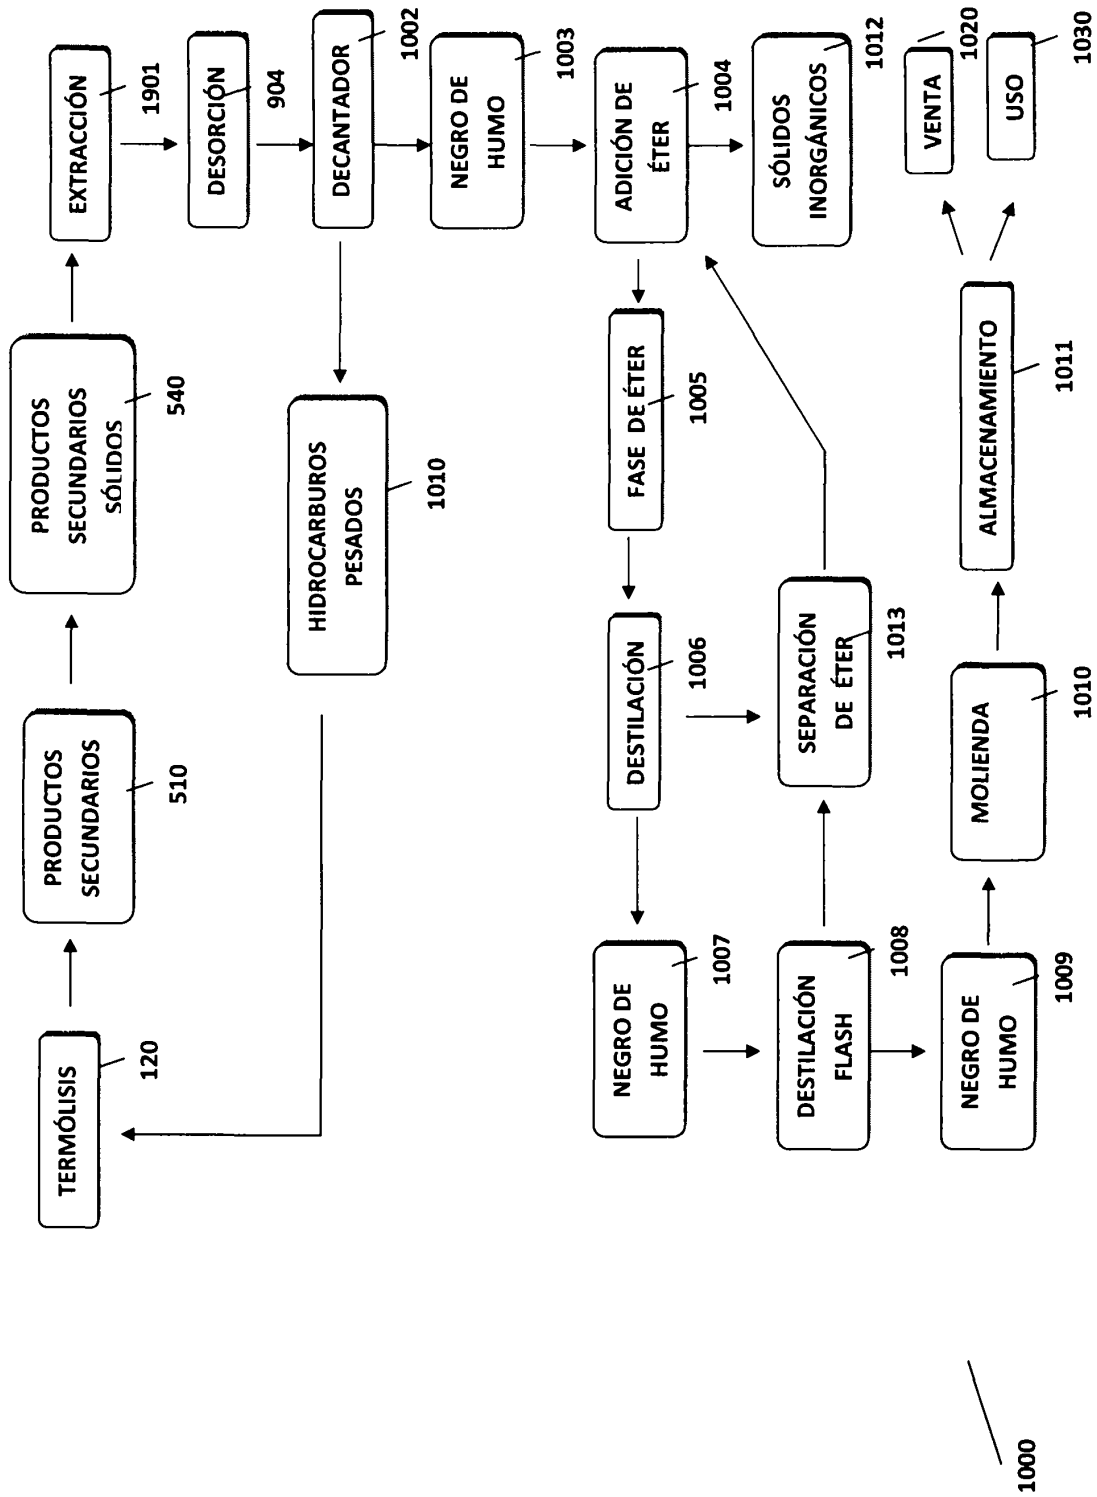 TERMÓLISIS
120
PRODUCTOS
SECUNDARIOS
510
PRODUCTOS
SECUNDARIOS
SÓLIDOS
540
EXTRACCIÓN
1901
DESORCIÓN
904
DECANTADOR
1002
HIDROCARBUROS
PESADOS
1010
NEGRO DE
HUMO
1003
ADICIÓN DE
ÉTER
1004
FASE DE ÉTER
1005
DESTILACIÓN
1006
NEGRO DE
HUMO
1007
SÓLIDOS
INORGÁNICOS
1012
SEPARACIÓN
DE ÉTER
1013
DESTILACIÓN
FLASH
1008
NEGRO DE
HUMO
1009
MOLIENDA
1010
ALMACENAMIENTO
1011
VENTA
1020
USO
1030
1000